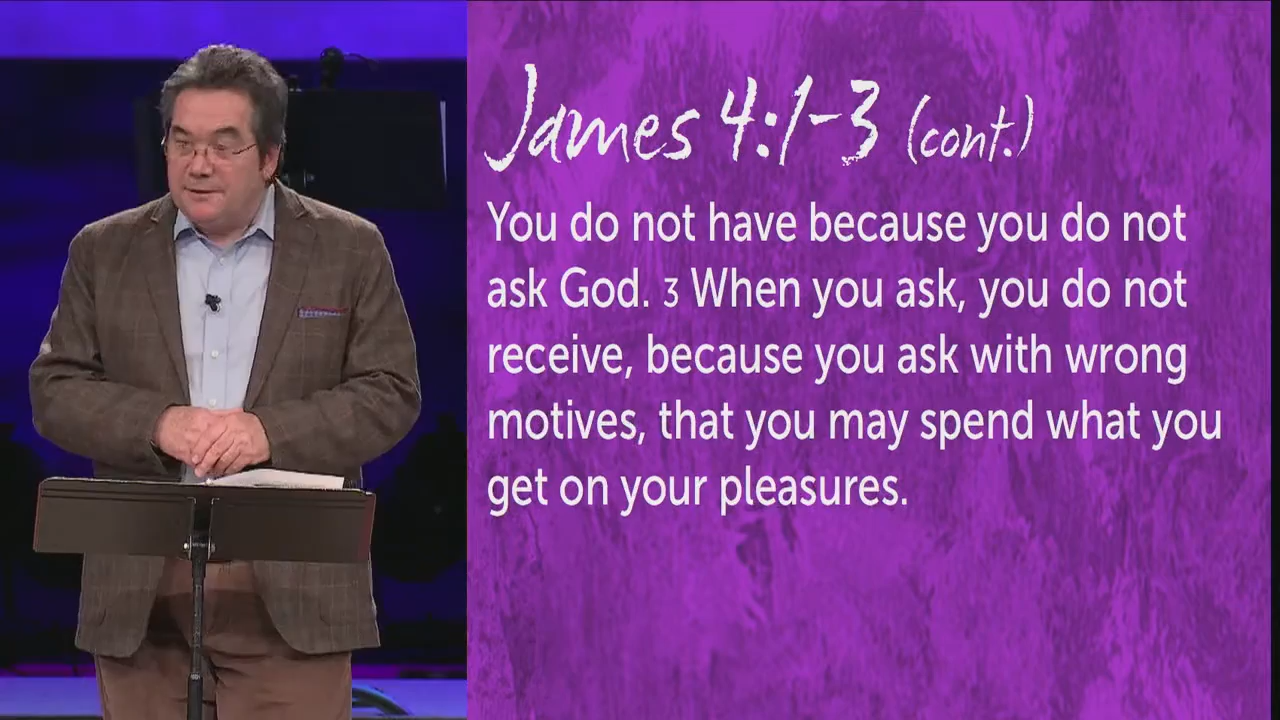 James 4:1-3 (cont.)
You do not have because you do not
ask God. 3 When you ask, you do not
receive, because you ask with wrong
motives, that you may spend what you
get on your pleasures.